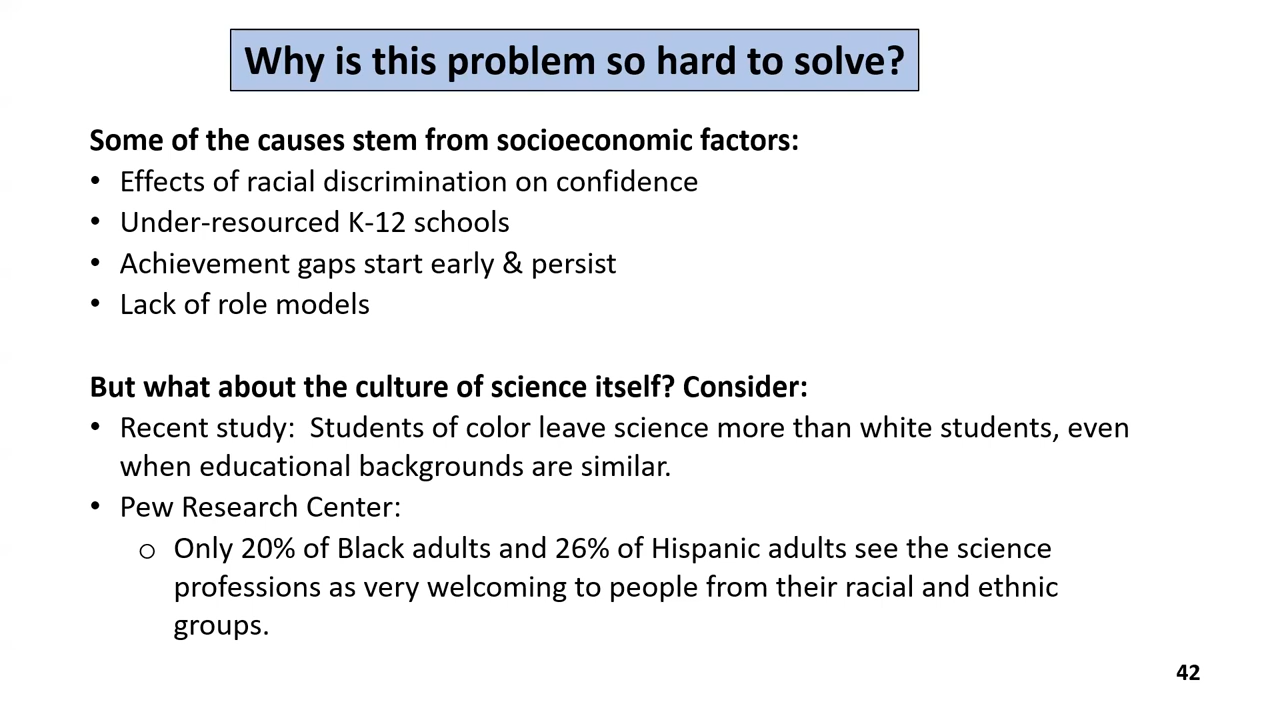 Why is this problem so hard to solve?
Some of the causes stem from socioeconomic factors:
• Effects of racial discrimination on confidence
• Under-resourced K-12 schools
• Achievement gaps start early & persist
• Lack of role models
But what about the culture of science itself? Consider:
• Recent study:  Students of color leave science more than white students, even
when educational backgrounds are similar.
• Pew Research Center:
o Only 20% of Black adults and 26% of Hispanic adults see the science
professions as very welcoming to people from their racial and ethnic
groups.
42